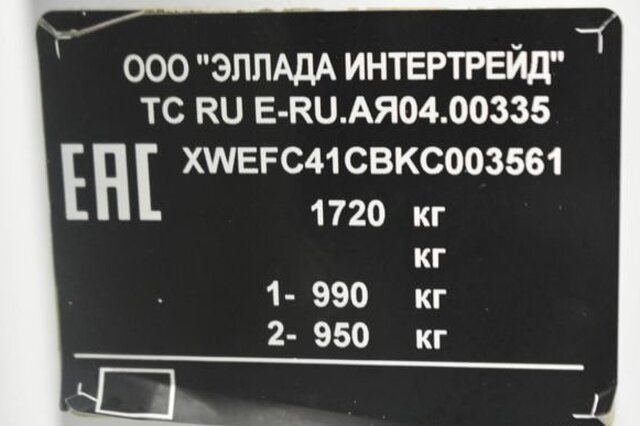 ООО "ЭЛЛАДА ИНТЕРТРЕЙД"
ТС RU E-RU.АЯ04.00335
EAC XWEFC41CBKC003561
1720 кг
кг
1- 990 кг
2- 950 кг